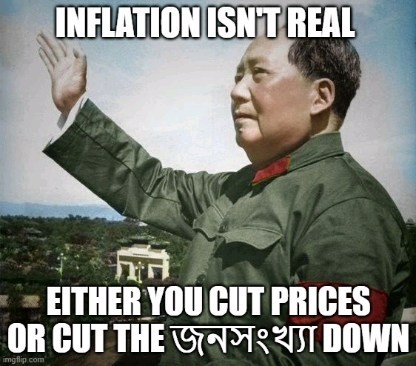 INFLATION ISN'T REAL
EITHER YOU CUT PRICES
OR CUT THE জনসংখ্যা DOWN
imgflip.com